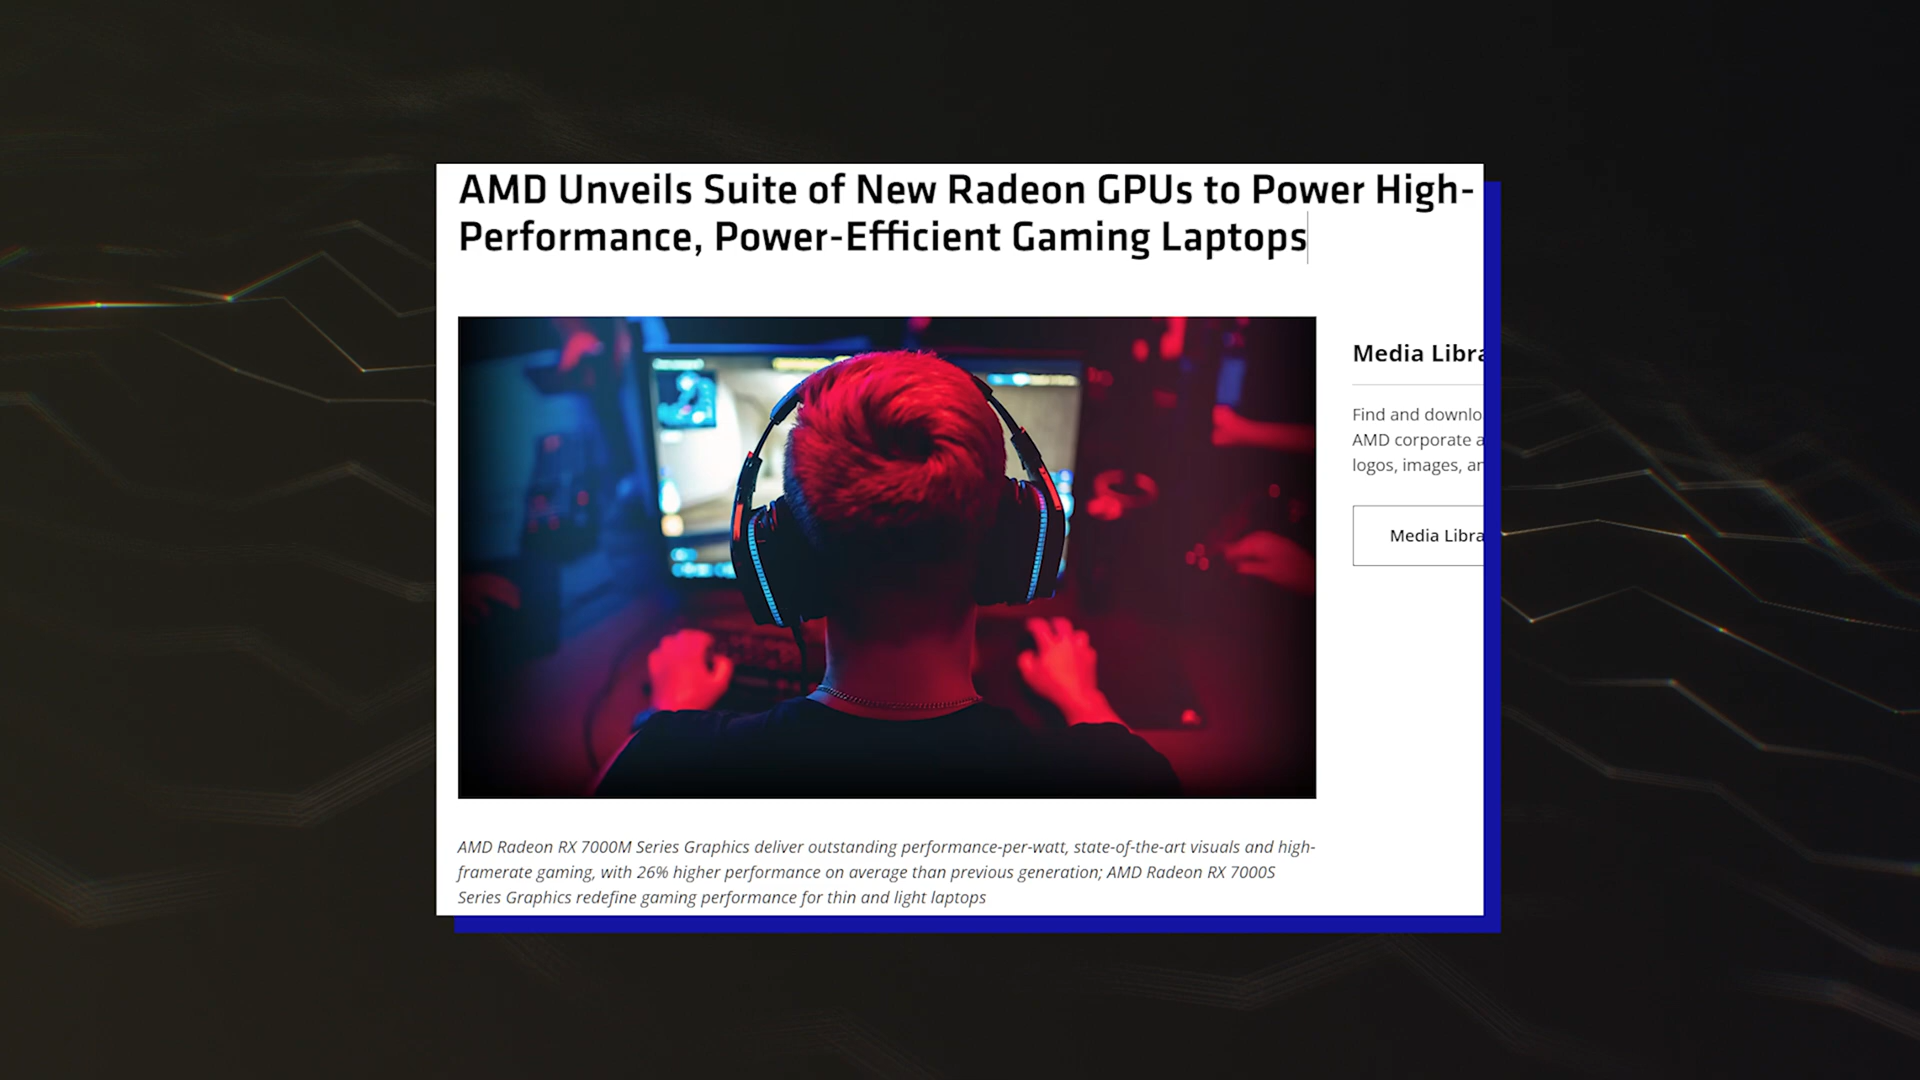 AMD Unveils Suite of New Radeon GPUs to Power High-
Performance, Power-Efficient Gaming Laptops
Media Libra
Find and downlo
AMD corporate a
logos, images, an
Media Libra
AMD Radeon RX 7000M Series Graphics deliver outstanding performance-per-watt, state-of-the-art visuals and high-
framerate gaming, with 26% higher performance on average than previous generation; AMD Radeon RX 7000S
Series Graphics redefine gaming performance for thin and light laptops